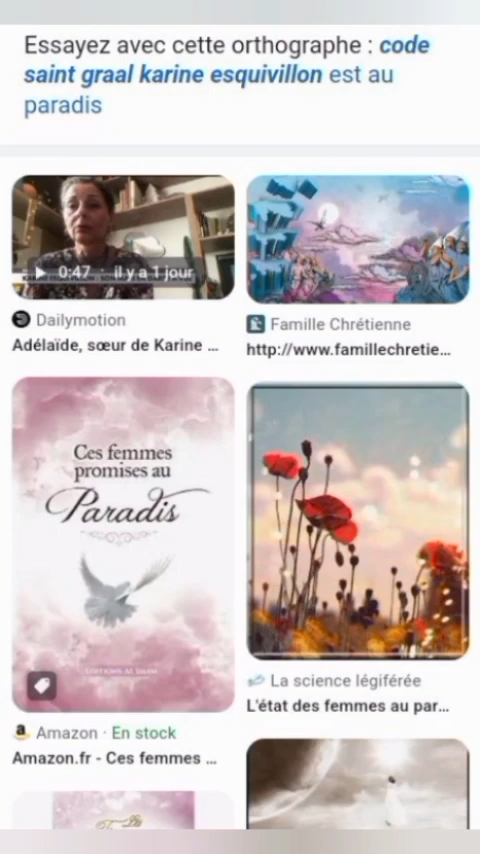 Essayez avec cette orthographe : code
saint graal karine esquivillon est au
paradis
0:47 · il y a 1 jour
Dailymotion
Adélaïde, sœur de Karine ...
Famille Chrétienne
http://www.famillechretie...
Ces femmes
promises au
Paradis
Amazon · En stock
Amazon.fr - Ces femmes ...
La science légiférée
L'état des femmes au par...